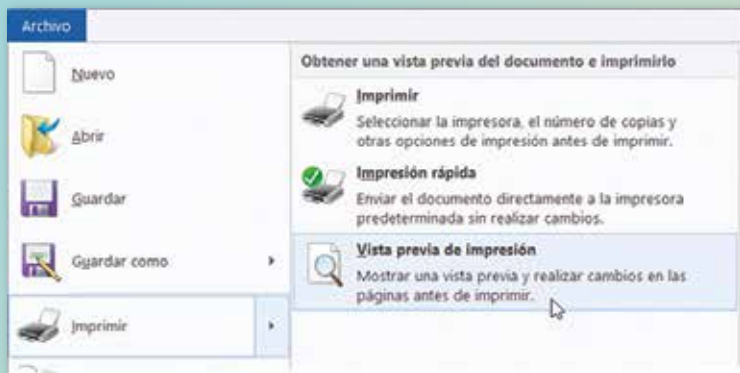 Archivo
Nuevo
Abrir
Guardar
Guardar como
Imprimir
Obtener una vista previa del documento e imprimirlo
Imprimir
Seleccionar la impresora, el número de copias y
otras opciones de impresión antes de imprimir.
Impresión rápida
Enviar el documento directamente a la impresora
predeterminada sin realizar cambios.
Vista previa de impresión
Mostrar una vista previa y realizar cambios en las
páginas antes de imprimir.